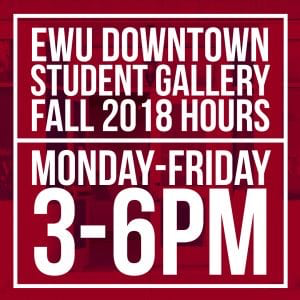 EWU DOWNTOWN
STUDENT GALLERY
FALL 2018 HOURS
MONDAY-FRIDAY
3-6PM